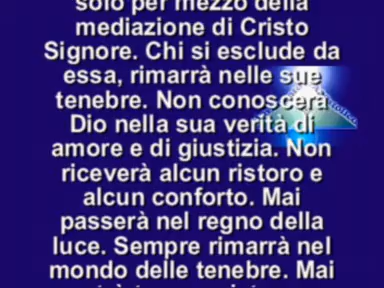 solo per mezzo della
mediazione di Cristo
Signore. Chi si esclude da
essa, rimarrà nelle sue
tenebre. Non conoscerà
Dio nella sua verità di
amore e di giustizia. Non
riceverà alcun ristoro e
alcun conforto. Mai
passerà nel regno della
luce. Sempre rimarrà nel
mondo delle tenebre. Mai